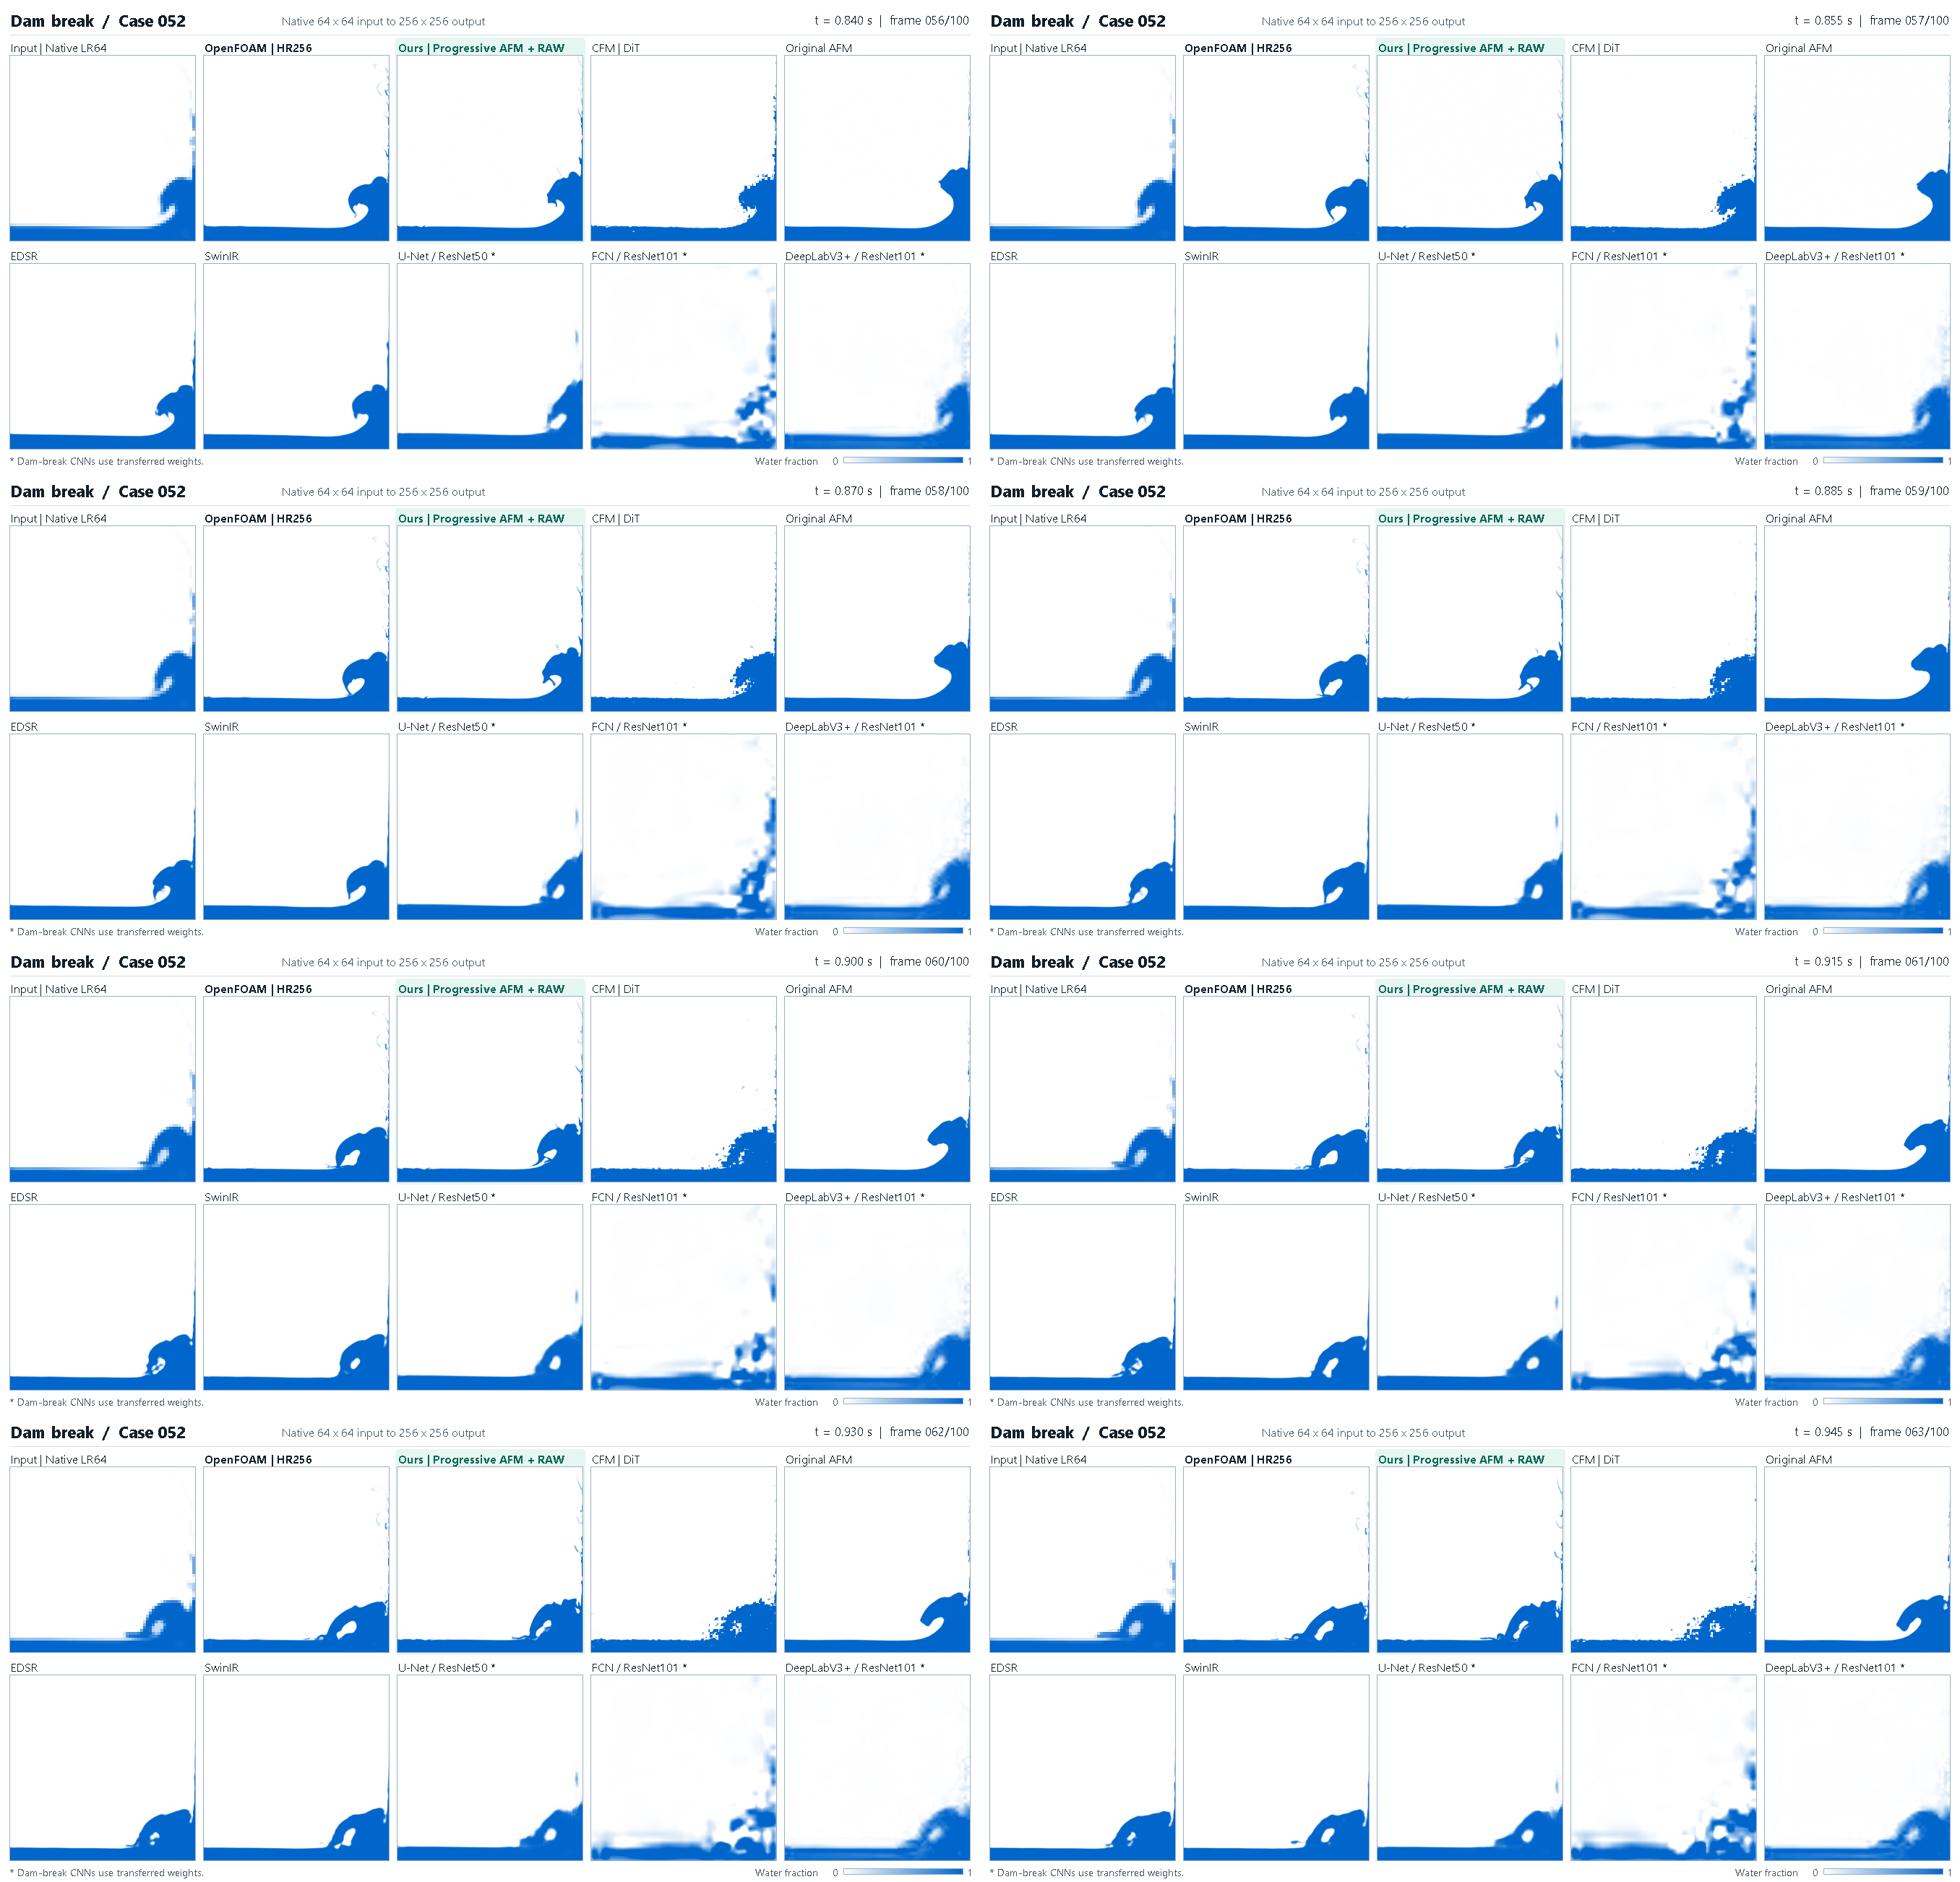 Dam break / Case 052 Native 64 x 64 input to 256 x 256 output t = 0.840 s | frame 056/100
Input | Native LR64 OpenFOAM | HR256 Ours | Progressive AFM + RAW CFM | DiT Original AFM
EDSR SwinIR U-Net / ResNet50 * FCN / ResNet101 * DeepLabV3+ / ResNet101 *
* Dam-break CNNs use transferred weights. Water fraction 0 1
Dam break / Case 052 Native 64 x 64 input to 256 x 256 output t = 0.855 s | frame 057/100
Input | Native LR64 OpenFOAM | HR256 Ours | Progressive AFM + RAW CFM | DiT Original AFM
EDSR SwinIR U-Net / ResNet50 * FCN / ResNet101 * DeepLabV3+ / ResNet101 *
* Dam-break CNNs use transferred weights. Water fraction 0 1
Dam break / Case 052 Native 64 x 64 input to 256 x 256 output t = 0.870 s | frame 058/100
Input | Native LR64 OpenFOAM | HR256 Ours | Progressive AFM + RAW CFM | DiT Original AFM
EDSR SwinIR U-Net / ResNet50 * FCN / ResNet101 * DeepLabV3+ / ResNet101 *
* Dam-break CNNs use transferred weights. Water fraction 0 1
Dam break / Case 052 Native 64 x 64 input to 256 x 256 output t = 0.885 s | frame 059/100
Input | Native LR64 OpenFOAM | HR256 Ours | Progressive AFM + RAW CFM | DiT Original AFM
EDSR SwinIR U-Net / ResNet50 * FCN / ResNet101 * DeepLabV3+ / ResNet101 *
* Dam-break CNNs use transferred weights. Water fraction 0 1
Dam break / Case 052 Native 64 x 64 input to 256 x 256 output t = 0.900 s | frame 060/100
Input | Native LR64 OpenFOAM | HR256 Ours | Progressive AFM + RAW CFM | DiT Original AFM
EDSR SwinIR U-Net / ResNet50 * FCN / ResNet101 * DeepLabV3+ / ResNet101 *
* Dam-break CNNs use transferred weights. Water fraction 0 1
Dam break / Case 052 Native 64 x 64 input to 256 x 256 output t = 0.915 s | frame 061/100
Input | Native LR64 OpenFOAM | HR256 Ours | Progressive AFM + RAW CFM | DiT Original AFM
EDSR SwinIR U-Net / ResNet50 * FCN / ResNet101 * DeepLabV3+ / ResNet101 *
* Dam-break CNNs use transferred weights. Water fraction 0 1
Dam break / Case 052 Native 64 x 64 input to 256 x 256 output t = 0.930 s | frame 062/100
Input | Native LR64 OpenFOAM | HR256 Ours | Progressive AFM + RAW CFM | DiT Original AFM
EDSR SwinIR U-Net / ResNet50 * FCN / ResNet101 * DeepLabV3+ / ResNet101 *
* Dam-break CNNs use transferred weights. Water fraction 0 1
Dam break / Case 052 Native 64 x 64 input to 256 x 256 output t = 0.945 s | frame 063/100
Input | Native LR64 OpenFOAM | HR256 Ours | Progressive AFM + RAW CFM | DiT Original AFM
EDSR SwinIR U-Net / ResNet50 * FCN / ResNet101 * DeepLabV3+ / ResNet101 *
* Dam-break CNNs use transferred weights. Water fraction 0 1